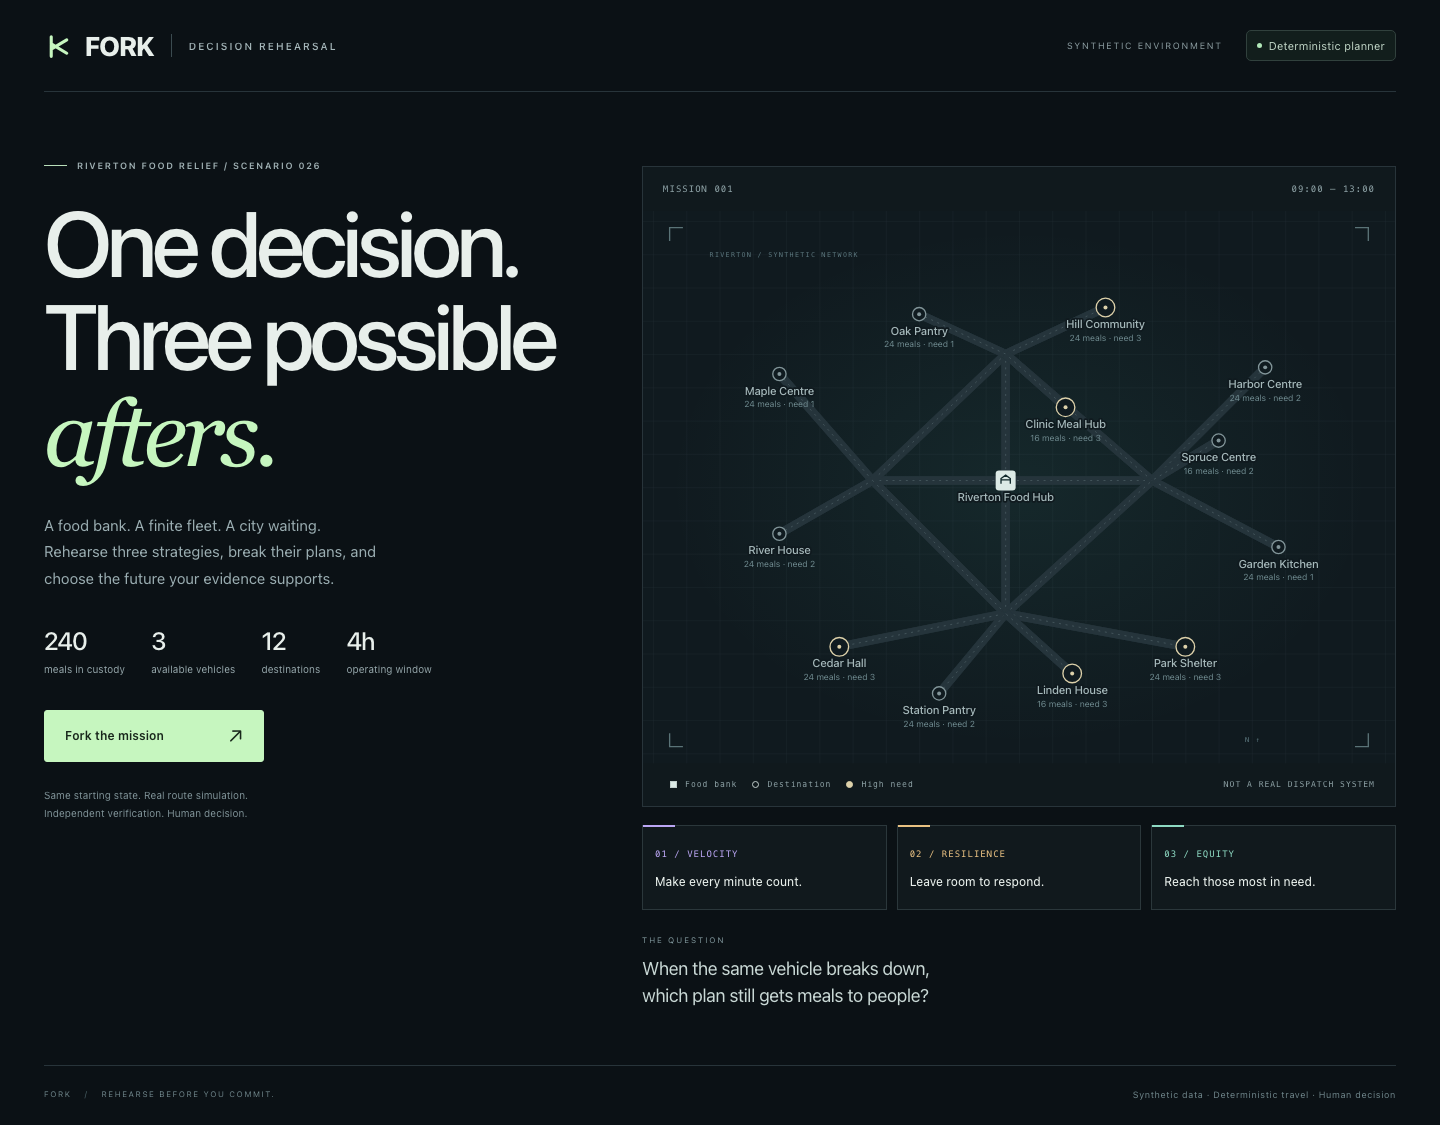 FORK
DECISION REHEARSAL
SYNTHETIC ENVIRONMENT
Deterministic planner
RIVERTON FOOD RELIEF / SCENARIO 026
One decision.
Three possible
afters.
A food bank. A finite fleet. A city waiting.
Rehearse three strategies, break their plans, and
choose the future your evidence supports.
240
meals in custody
3
available vehicles
12
destinations
4h
operating window
Fork the mission
Same starting state. Real route simulation.
Independent verification. Human decision.
MISSION 001
09:00 — 13:00
RIVERTON / SYNTHETIC NETWORK
Oak Pantry
24 meals · need 1
Hill Community
24 meals · need 3
Maple Centre
24 meals · need 1
Harbor Centre
24 meals · need 2
Clinic Meal Hub
16 meals · need 3
Spruce Centre
16 meals · need 2
Riverton Food Hub
River House
24 meals · need 2
Garden Kitchen
24 meals · need 1
Cedar Hall
24 meals · need 3
Park Shelter
24 meals · need 3
Linden House
16 meals · need 3
Station Pantry
24 meals · need 2
N ↑
Food bank
Destination
High need
NOT A REAL DISPATCH SYSTEM
01 / VELOCITY
Make every minute count.
02 / RESILIENCE
Leave room to respond.
03 / EQUITY
Reach those most in need.
THE QUESTION
When the same vehicle breaks down,
which plan still gets meals to people?
FORK / REHEARSE BEFORE YOU COMMIT.
Synthetic data · Deterministic travel · Human decision